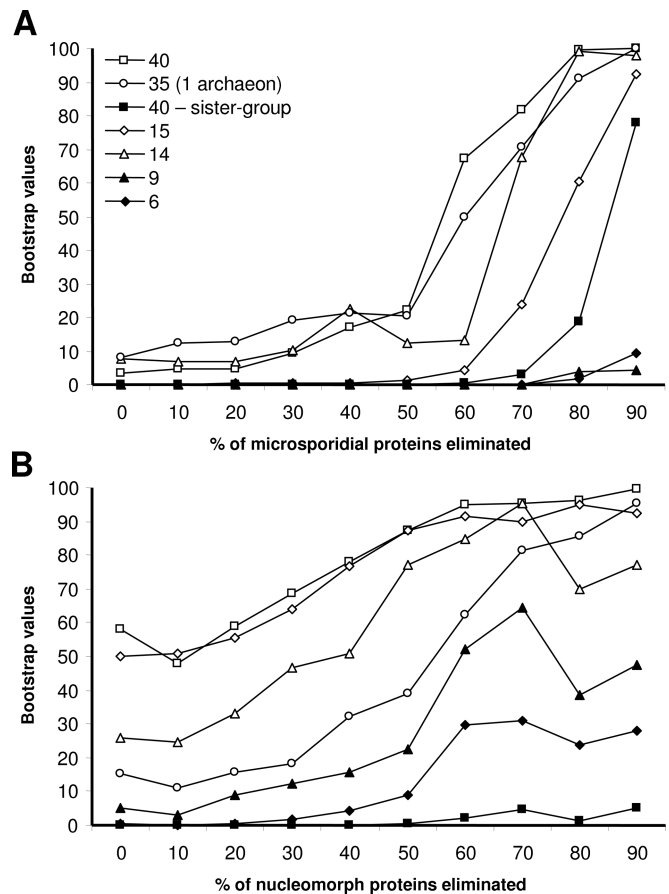 A
100
90
80
70
60
50
40
30
20
10
0
Bootstrap values
40
35 (1 archaeon)
40 – sister-group
15
14
9
6
0 10 20 30 40 50 60 70 80 90
% of microsporidial proteins eliminated
B
100
90
80
70
60
50
40
30
20
10
0
Bootstrap values
0 10 20 30 40 50 60 70 80 90
% of nucleomorph proteins eliminated